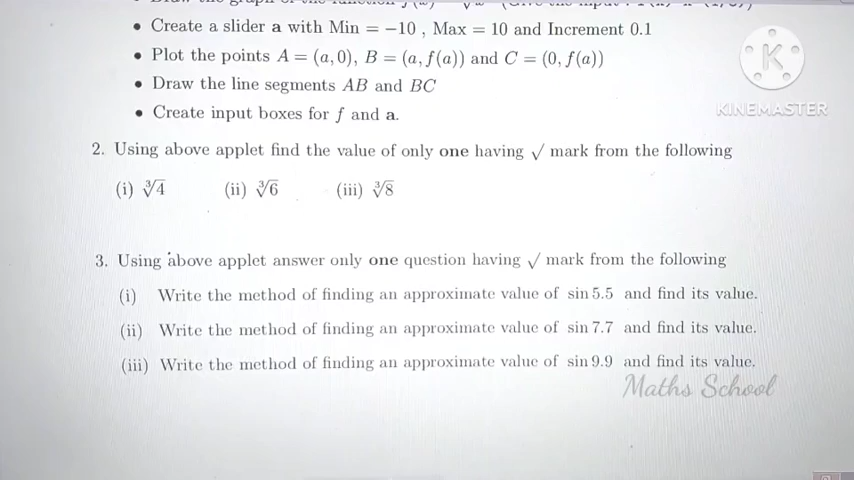 • Create a slider a with Min = −10 , Max = 10 and Increment 0.1
• Plot the points A = (a, 0), B = (a, f(a)) and C = (0, f(a))
• Draw the line segments AB and BC
• Create input boxes for f and a.
K
KINEMASTER
2. Using above applet find the value of only one having √ mark from the following
(i) ∛4 (ii) ∛6 (iii) ∛8
3. Using above applet answer only one question having √ mark from the following
(i) Write the method of finding an approximate value of sin 5.5 and find its value.
(ii) Write the method of finding an approximate value of sin 7.7 and find its value.
(iii) Write the method of finding an approximate value of sin 9.9 and find its value.
Maths School